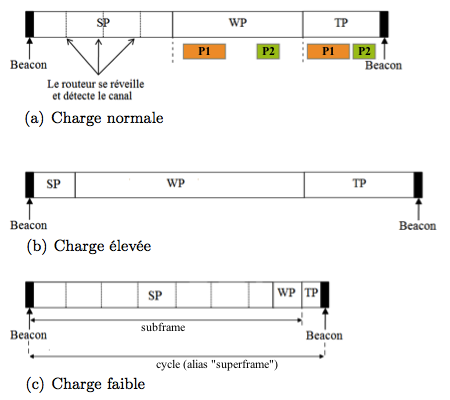 SP WP TP
P1 P2 P1 P2
Beacon Beacon
Le routeur se réveille
et détecte le canal
(a) Charge normale
SP WP TP
Beacon Beacon
(b) Charge élevée
SP WP TP
subframe
Beacon Beacon
cycle (alias "superframe")
(c) Charge faible